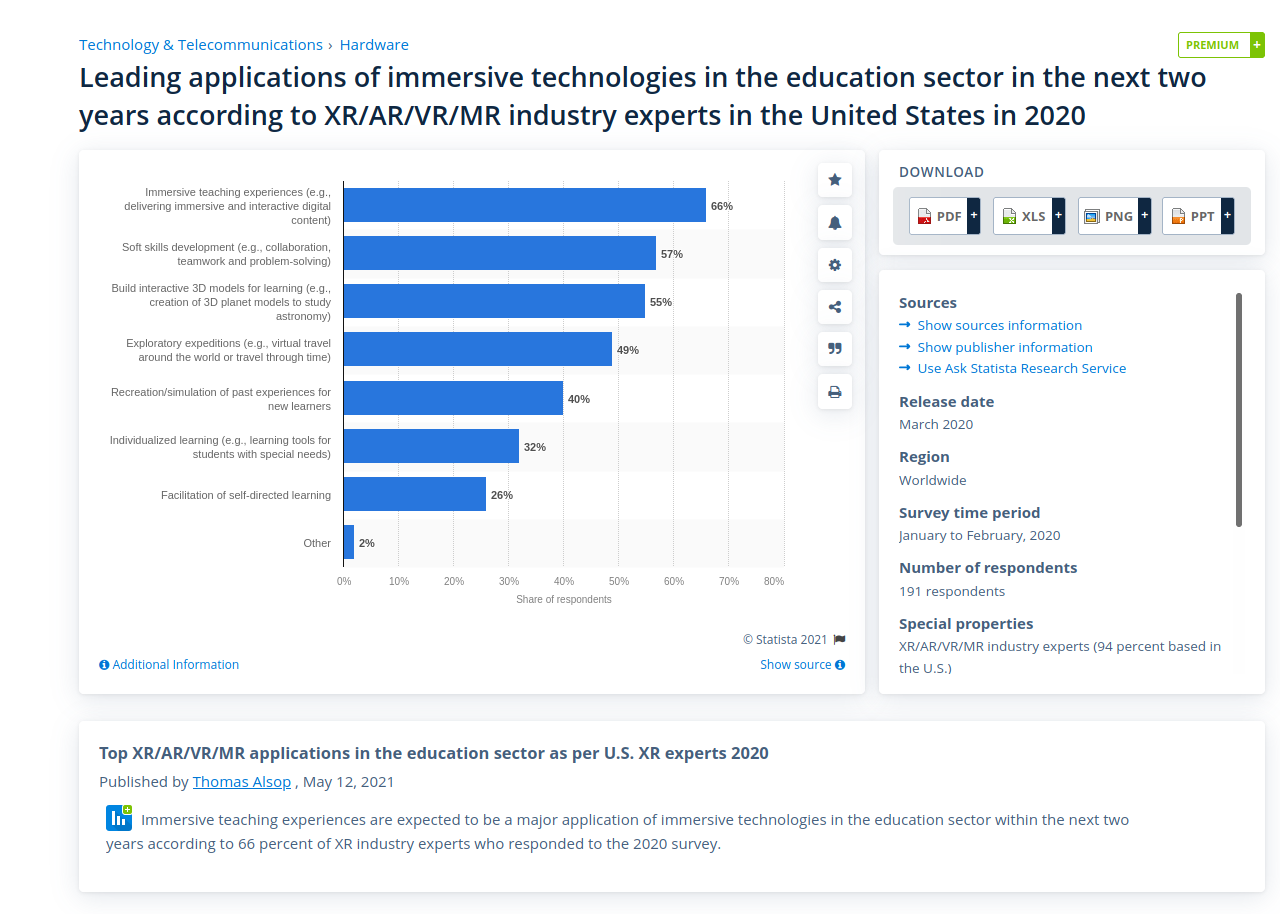 Technology & Telecommunications › Hardware
PREMIUM +
Leading applications of immersive technologies in the education sector in the next two
years according to XR/AR/VR/MR industry experts in the United States in 2020
Immersive teaching experiences (e.g.,
delivering immersive and interactive digital
content)
66%
Soft skills development (e.g., collaboration,
teamwork and problem-solving)
57%
Build interactive 3D models for learning (e.g.,
creation of 3D planet models to study
astronomy)
55%
Exploratory expeditions (e.g., virtual travel
around the world or travel through time)
49%
Recreation/simulation of past experiences for
new learners
40%
Individualized learning (e.g., learning tools for
students with special needs)
32%
Facilitation of self-directed learning
26%
Other
2%
0% 10% 20% 30% 40% 50% 60% 70% 80%
Share of respondents
© Statista 2021
Additional Information
Show source
DOWNLOAD
PDF + XLS + PNG + PPT +
Sources
Show sources information
Show publisher information
Use Ask Statista Research Service
Release date
March 2020
Region
Worldwide
Survey time period
January to February, 2020
Number of respondents
191 respondents
Special properties
XR/AR/VR/MR industry experts (94 percent based in
the U.S.)
Top XR/AR/VR/MR applications in the education sector as per U.S. XR experts 2020
Published by Thomas Alsop , May 12, 2021
Immersive teaching experiences are expected to be a major application of immersive technologies in the education sector within the next two
years according to 66 percent of XR industry experts who responded to the 2020 survey.